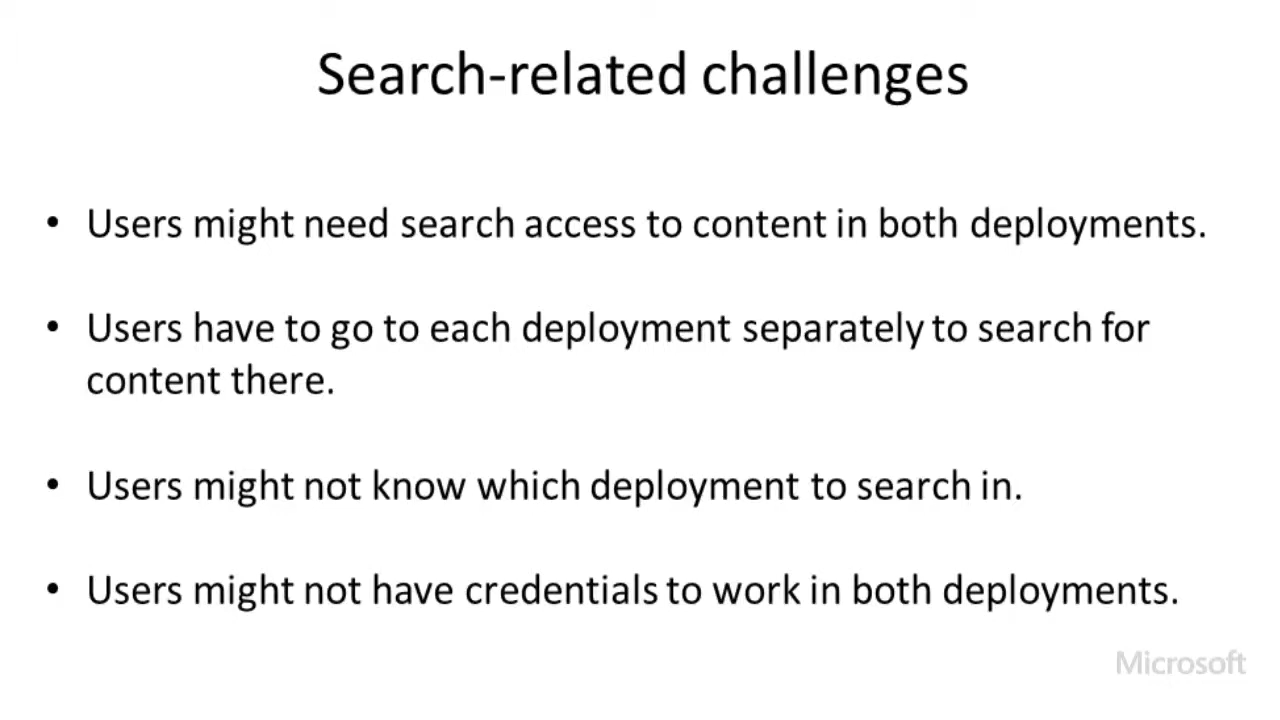 Search-related challenges
• Users might need search access to content in both deployments.
• Users have to go to each deployment separately to search for
content there.
• Users might not know which deployment to search in.
• Users might not have credentials to work in both deployments.
Microsoft